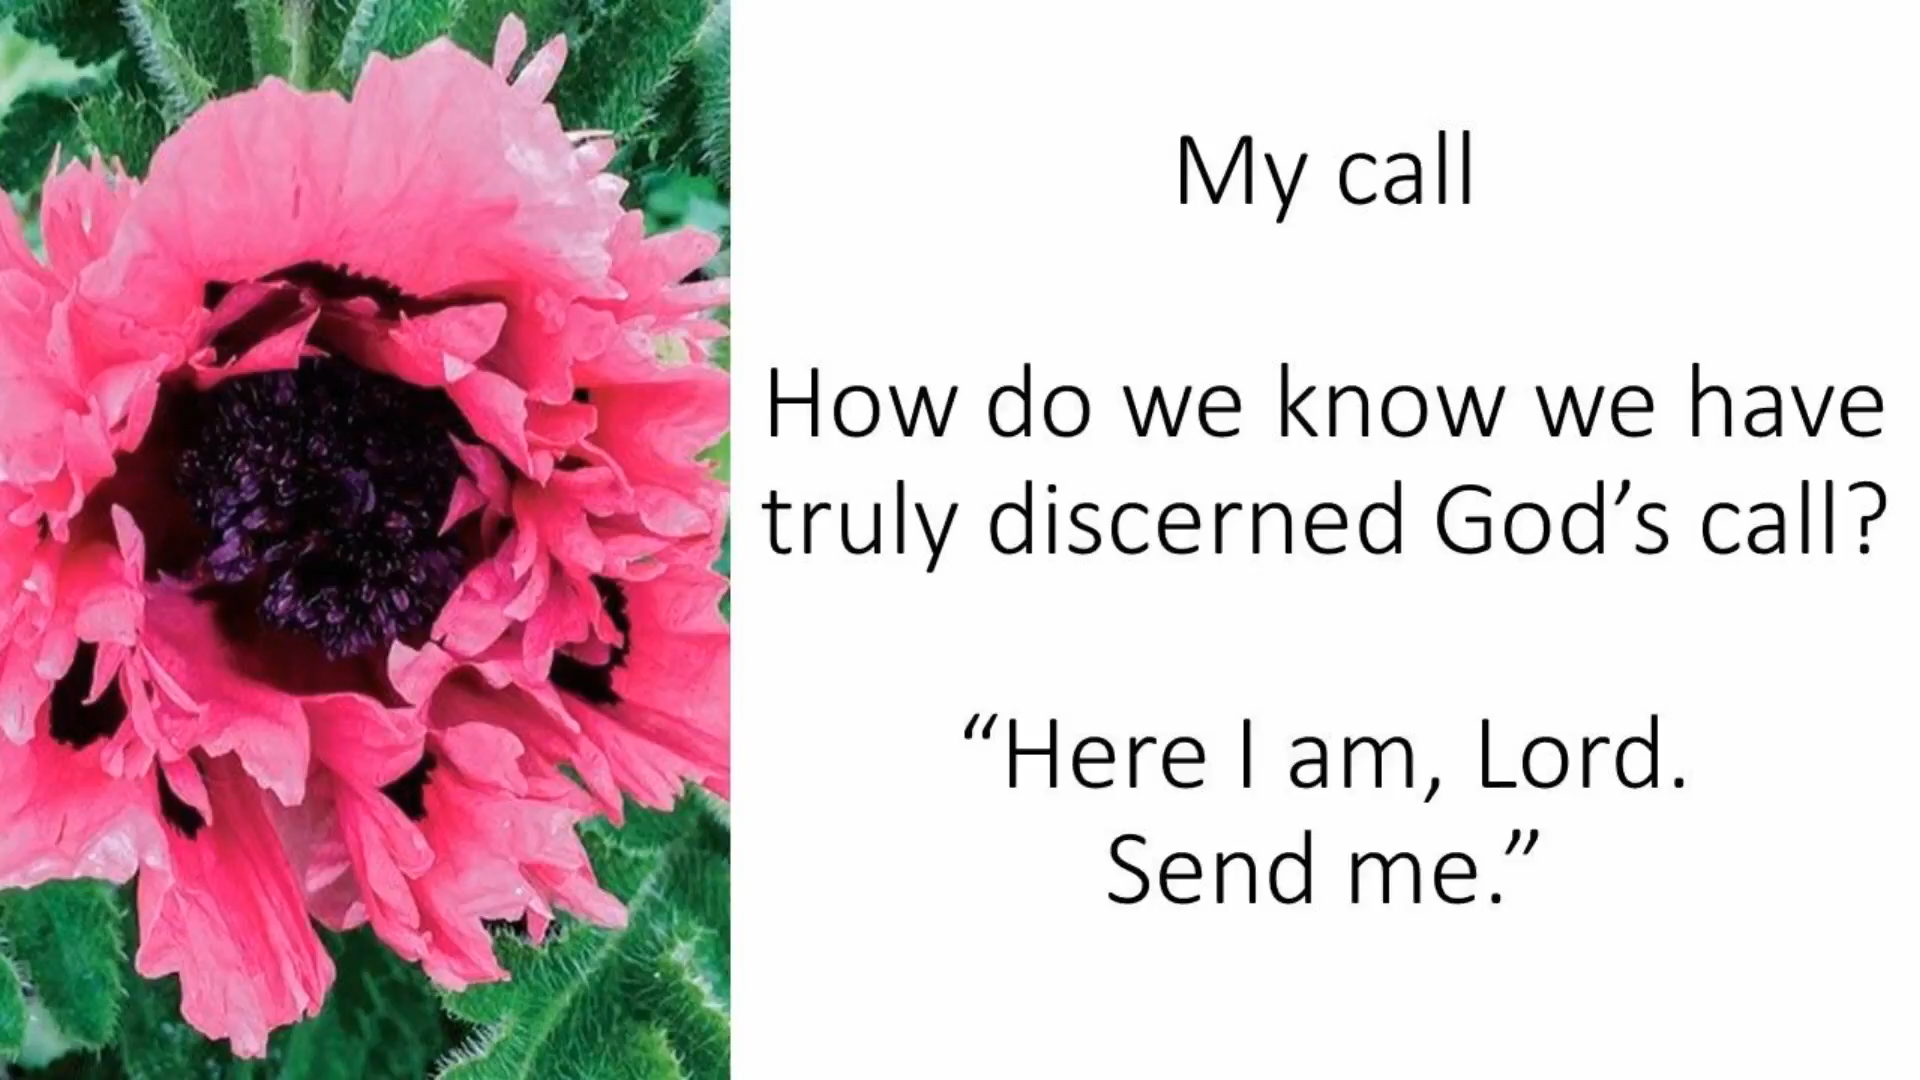 My call
How do we know we have
truly discerned God’s call?
“Here I am, Lord.
Send me.”